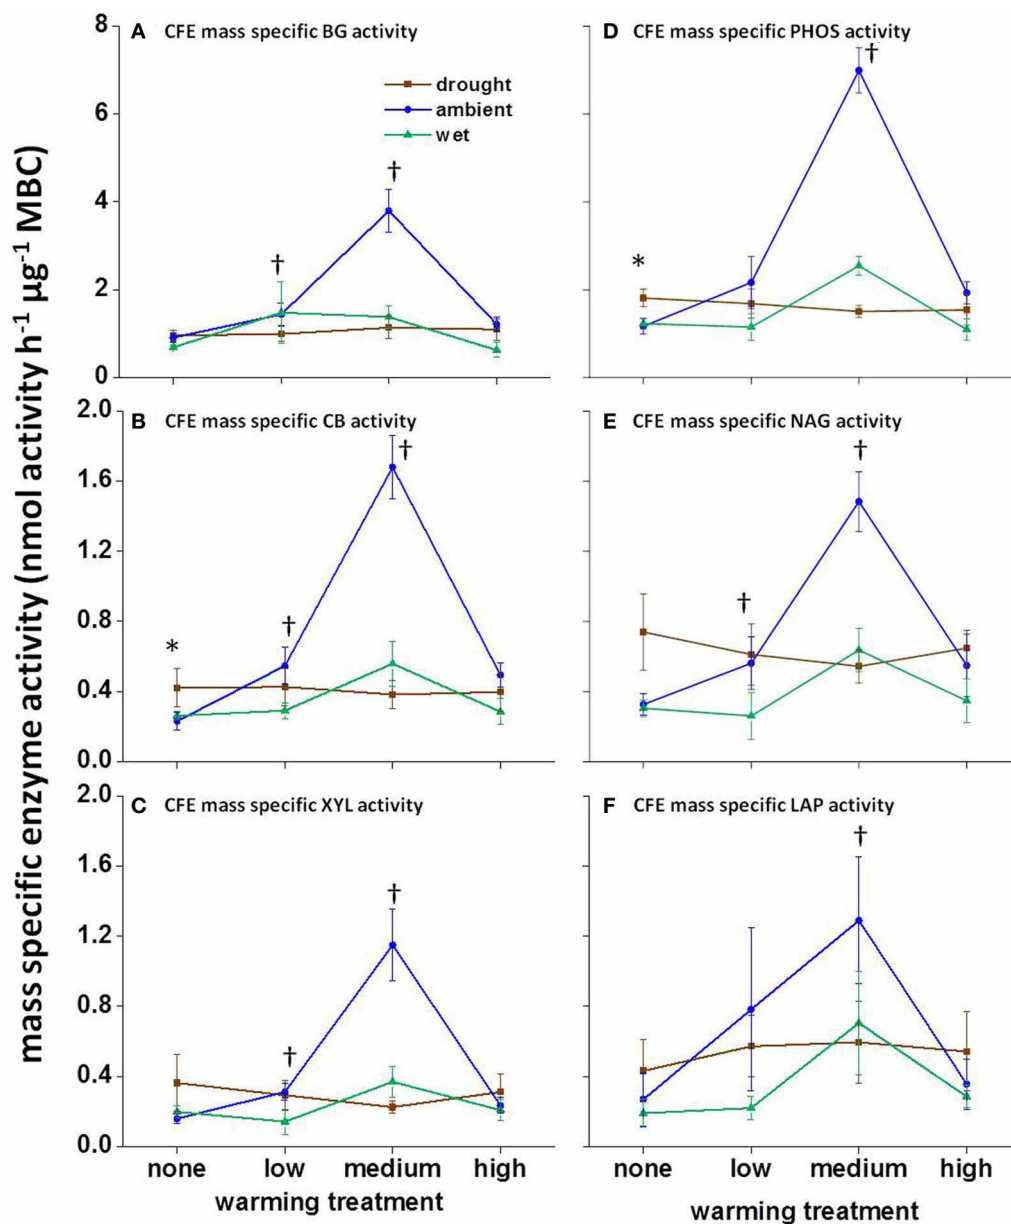 mass specific enzyme activity (nmol activity h⁻¹ µg⁻¹ MBC)
A CFE mass specific BG activity
8
6
4
2
0
drought
ambient
wet
†
†
B CFE mass specific CB activity
2.0
1.6
1.2
0.8
0.4
0.0
*
†
†
C CFE mass specific XYL activity
2.0
1.6
1.2
0.8
0.4
0.0
†
†
none low medium high
warming treatment
D CFE mass specific PHOS activity
*
†
E CFE mass specific NAG activity
†
†
F CFE mass specific LAP activity
†
none low medium high
warming treatment